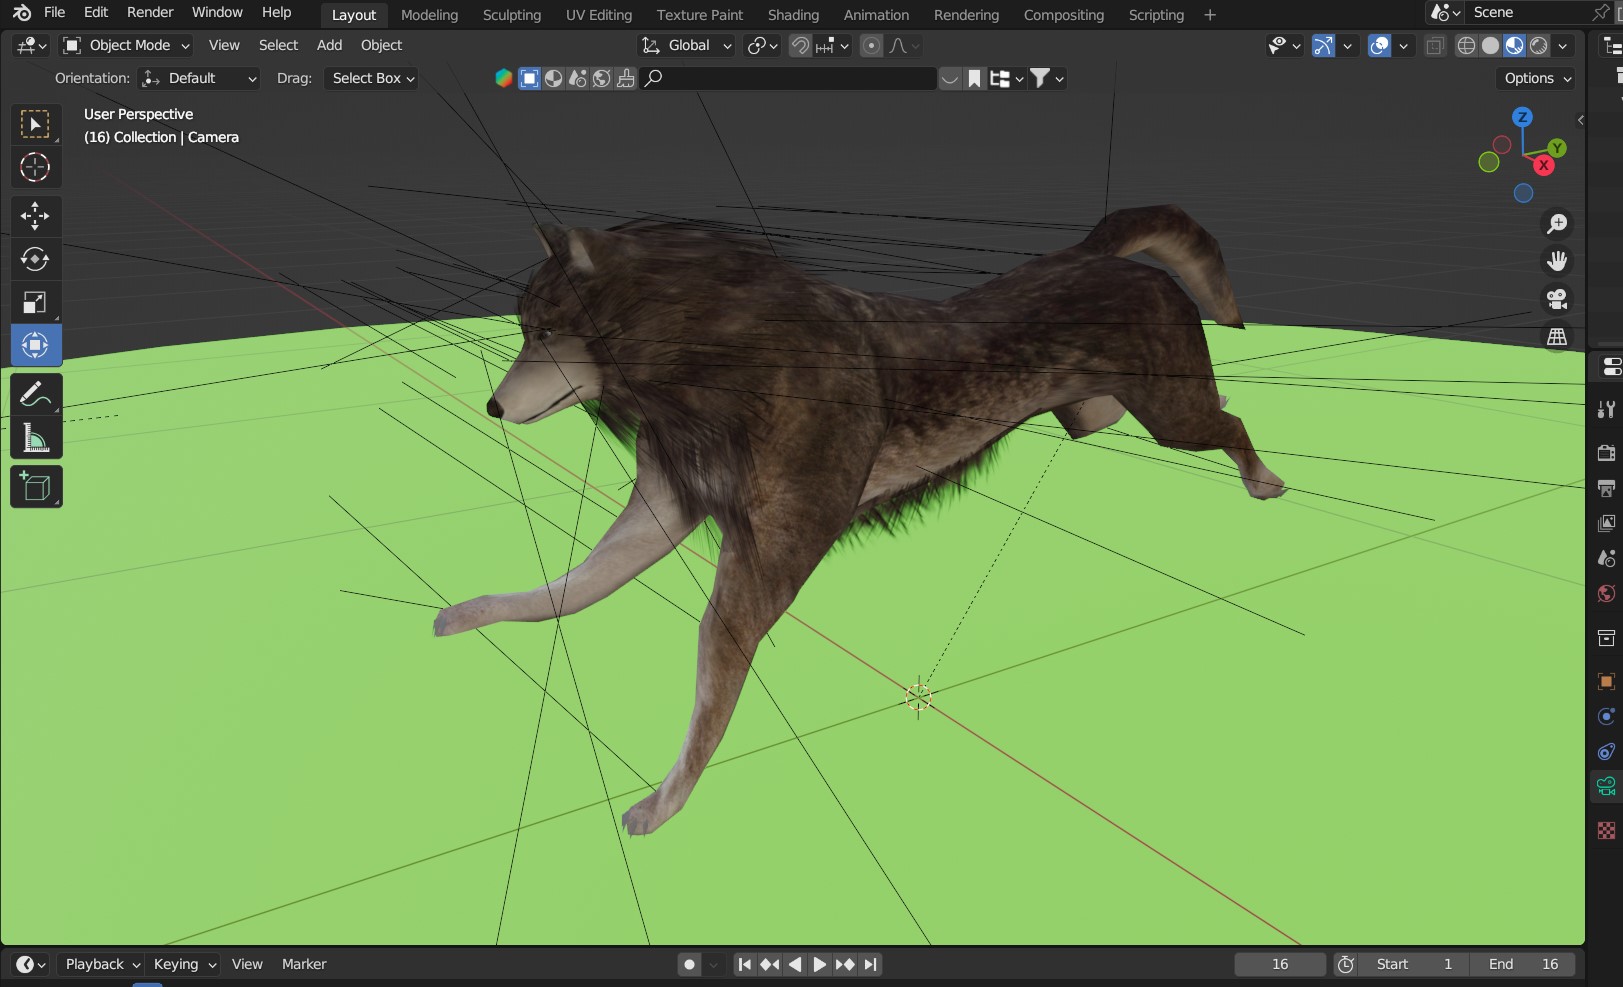 File Edit Render Window Help Layout Modeling Sculpting UV Editing Texture Paint Shading Animation Rendering Compositing Scripting + Scene
Object Mode View Select Add Object Global
Orientation: Default Drag: Select Box Options
User Perspective
(16) Collection | Camera
Z
Y
X
Playback Keying View Marker 16 Start 1 End 16